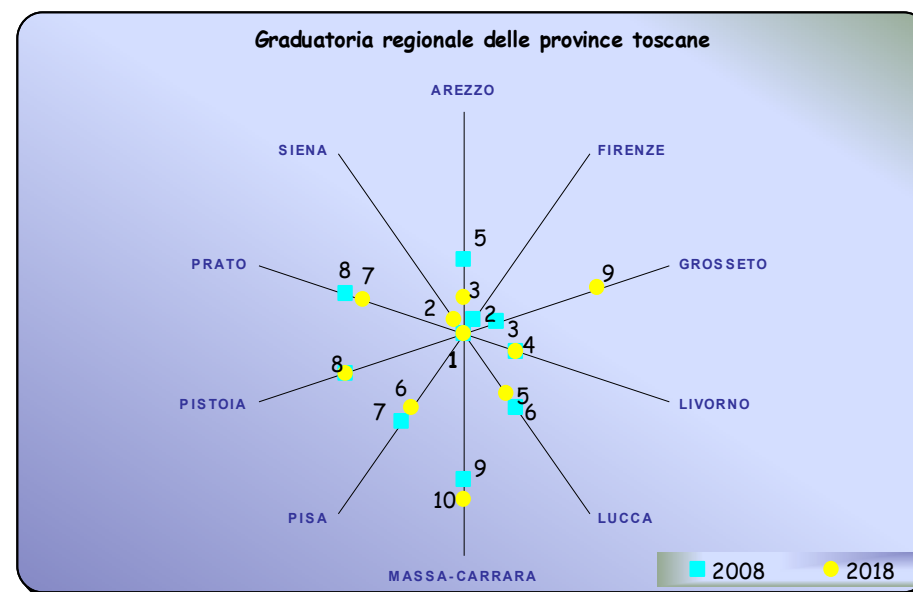 Graduatoria regionale delle province toscane
AREZZO
SIENA
FIRENZE
5
PRATO
GROSSETO
8
7
9
3
2
2
3
1
4
8
6
5
PISTOIA
LIVORNO
7
6
9
10
PISA
LUCCA
MASSA-CARRARA
2008
2018